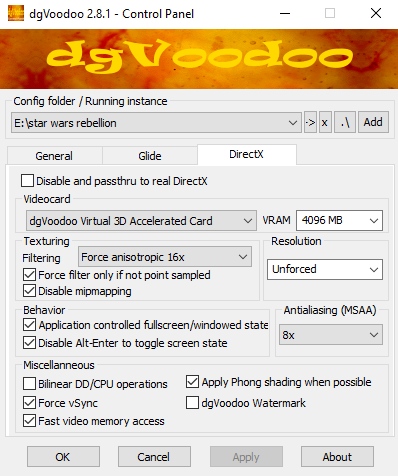 dgVoodoo 2.8.1 - Control Panel
dgVoodoo
Config folder / Running instance
E:\star wars rebellion -> x .\ Add
General Glide DirectX
Disable and passthru to real DirectX
Videocard
dgVoodoo Virtual 3D Accelerated Card VRAM 4096 MB
Texturing Resolution
Filtering Force anisotropic 16x Unforced
Force filter only if not point sampled
Disable mipmapping
Behavior Antialiasing (MSAA)
Application controlled fullscreen/windowed state 8x
Disable Alt-Enter to toggle screen state
Miscellaneous
Bilinear DD/CPU operations Apply Phong shading when possible
Force vSync dgVoodoo Watermark
Fast video memory access
OK Cancel Apply About